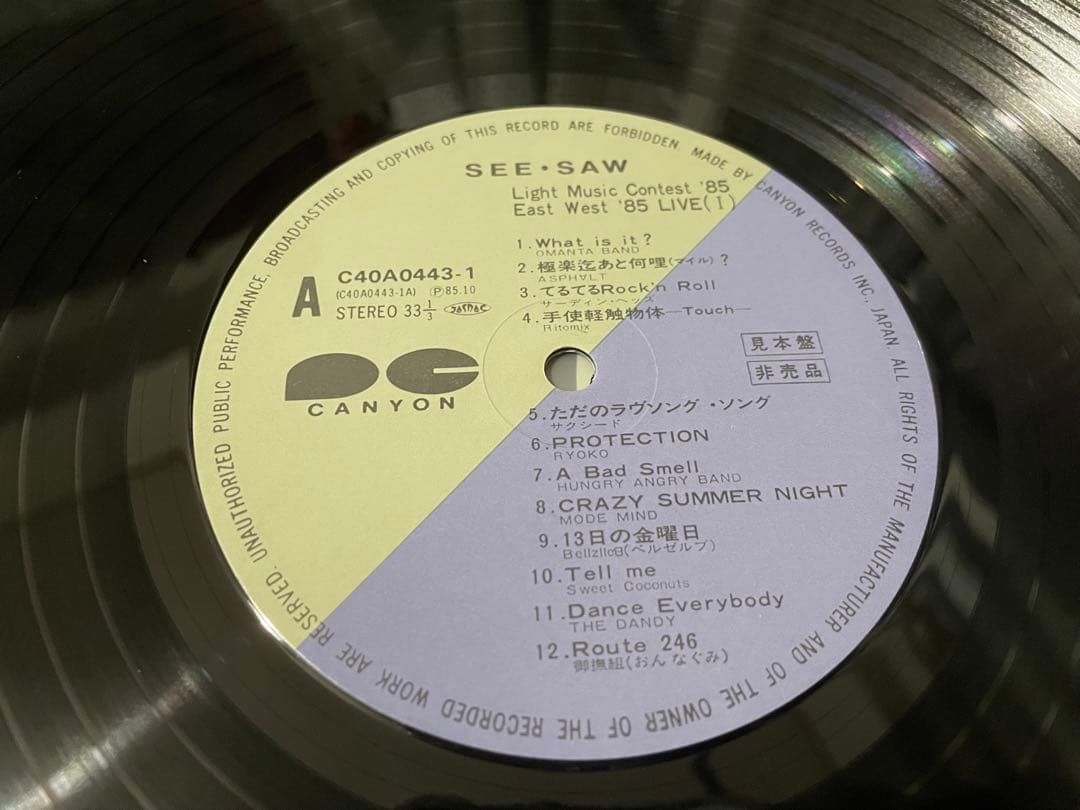 SEE・SAW
Light Music Contest '85
East West '85 LIVE(I)
A
C40A0443-1
(C40A0443-1A) Ⓟ85.10
STEREO 33 1/3 JASRAC
CANYON
1.What is it?
OMANTA BAND
2.極楽迄あと何哩(マイル)?
ASPHALT
3.てるてるRock'n Roll
サーディン・ヘッズ
4.手使軽触物体—Touch—
Ritomix
見本盤
非売品
5.ただのラヴソング・ソング
サクシード
6.PROTECTION
RYOKO
7.A Bad Smell
HUNGRY ANGRY BAND
8.CRAZY SUMMER NIGHT
MODE MIND
9.13日の金曜日
BellzlleB(ベルゼルブ)
10.Tell me
Sweet Coconuts
11.Dance Everybody
THE DANDY
12.Route 246
御撫組(おんなぐみ)
ALL RIGHTS OF THE MANUFACTURER AND OF THE OWNER OF THE RECORDED WORK ARE RESERVED. UNAUTHORIZED PUBLIC PERFORMANCE, BROADCASTING AND COPYING OF THIS RECORD ARE FORBIDDEN. MADE BY CANYON RECORDS INC., JAPAN.